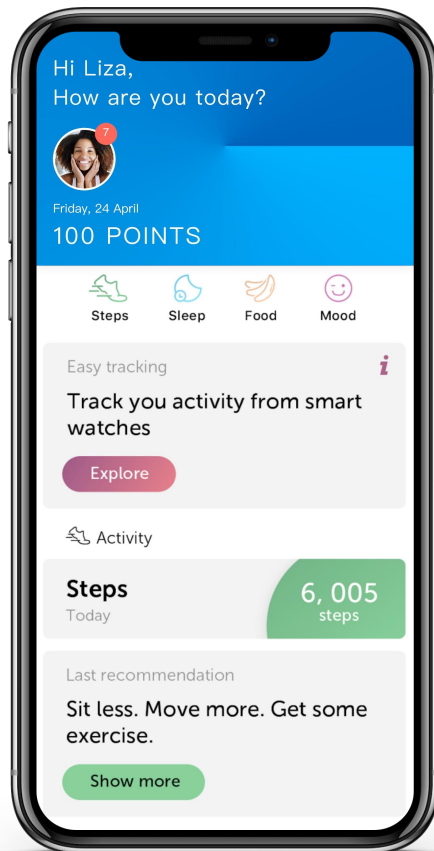 Hi Liza,
How are you today?
7
Friday, 24 April
100 POINTS
Steps
Sleep
Food
Mood
Easy tracking
i
Track you activity from smart
watches
Explore
Activity
Steps
Today
6, 005
steps
Last recommendation
Sit less. Move more. Get some
exercise.
Show more